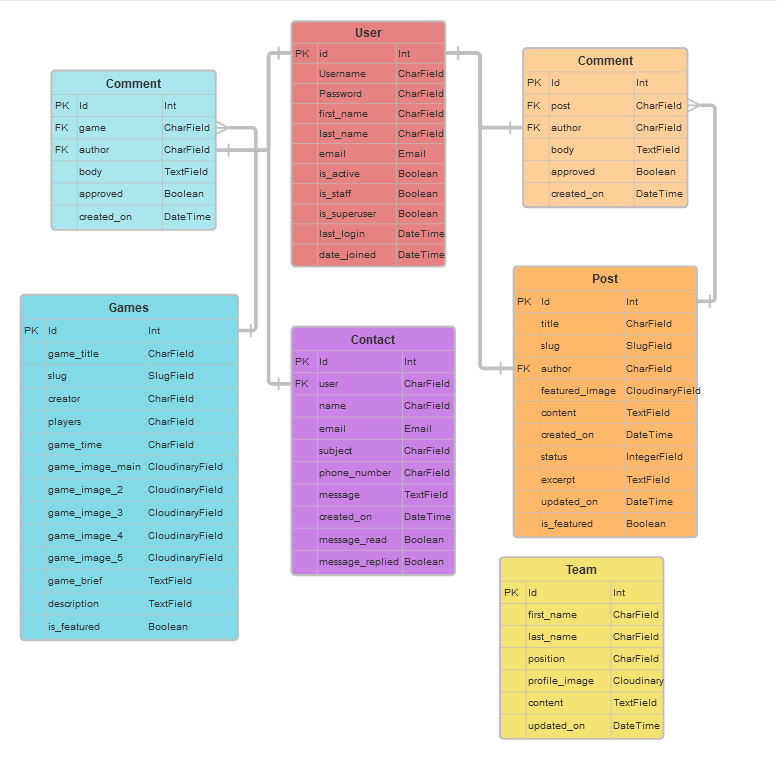 User
PK id Int
Username CharField
Password CharField
first_name CharField
last_name CharField
email Email
is_active Boolean
is_staff Boolean
is_superuser Boolean
last_login DateTime
date_joined DateTime
Comment
PK Id Int
FK game CharField
FK author CharField
body TextField
approved Boolean
created_on DateTime
Comment
PK Id Int
FK post CharField
FK author CharField
body TextField
approved Boolean
created_on DateTime
Games
PK Id Int
game_title CharField
slug SlugField
creator CharField
players CharField
game_time CharField
game_image_main CloudinaryField
game_image_2 CloudinaryField
game_image_3 CloudinaryField
game_image_4 CloudinaryField
game_image_5 CloudinaryField
game_brief TextField
description TextField
is_featured Boolean
Contact
PK Id Int
FK user CharField
name CharField
email Email
subject CharField
phone_number CharField
message TextField
created_on DateTime
message_read Boolean
message_replied Boolean
Post
PK Id Int
title CharField
slug SlugField
FK author CharField
featured_image CloudinaryField
content TextField
created_on DateTime
status IntegerField
excerpt TextField
updated_on DateTime
is_featured Boolean
Team
PK Id Int
first_name CharField
last_name CharField
position CharField
profile_image Cloudinary
content TextField
updated_on DateTime